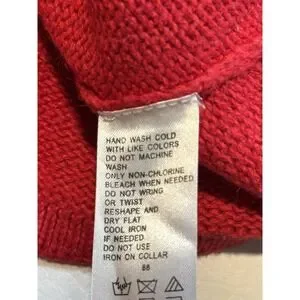 HAND WASH COLD
WITH LIKE COLORS
DO NOT MACHINE
WASH
ONLY NON-CHLORINE
BLEACH WHEN NEEDED
DO NOT WRING
OR TWIST
RESHAPE AND
DRY FLAT
COOL IRON
IF NEEDED
DO NOT USE
IRON ON COLLAR
88